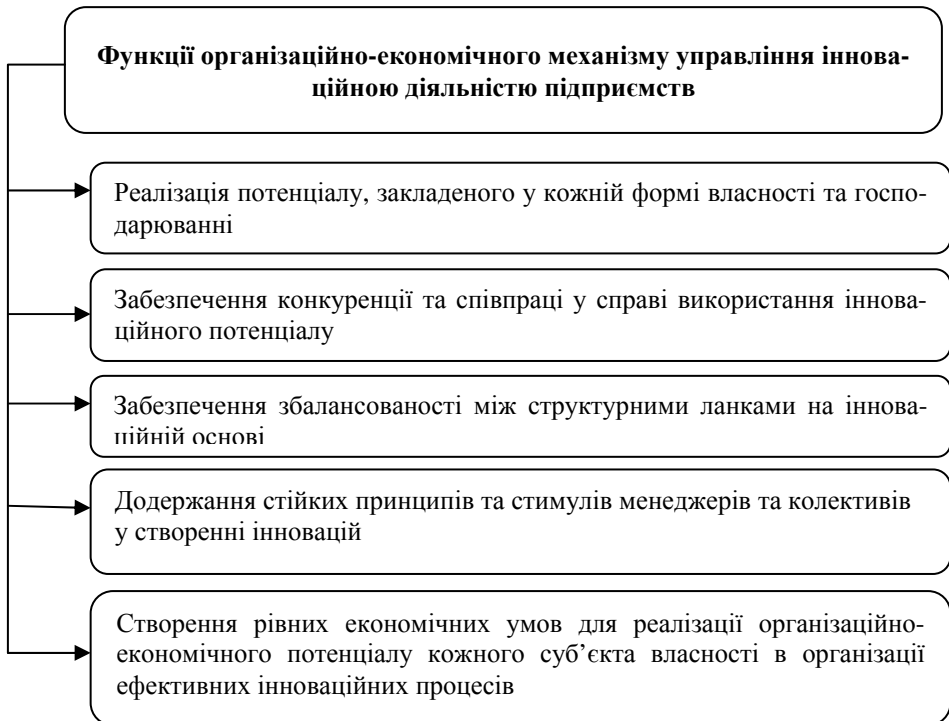 Функції організаційно-економічного механізму управління іннова-
ційною діяльністю підприємств
Реалізація потенціалу, закладеного у кожній формі власності та госпо-
дарюванні
Забезпечення конкуренції та співпраці у справі використання іннова-
ційного потенціалу
Забезпечення збалансованості між структурними ланками на іннова-
ційній основі
Додержання стійких принципів та стимулів менеджерів та колективів
у створенні інновацій
Створення рівних економічних умов для реалізації організаційно-
економічного потенціалу кожного суб’єкта власності в організації
ефективних інноваційних процесів